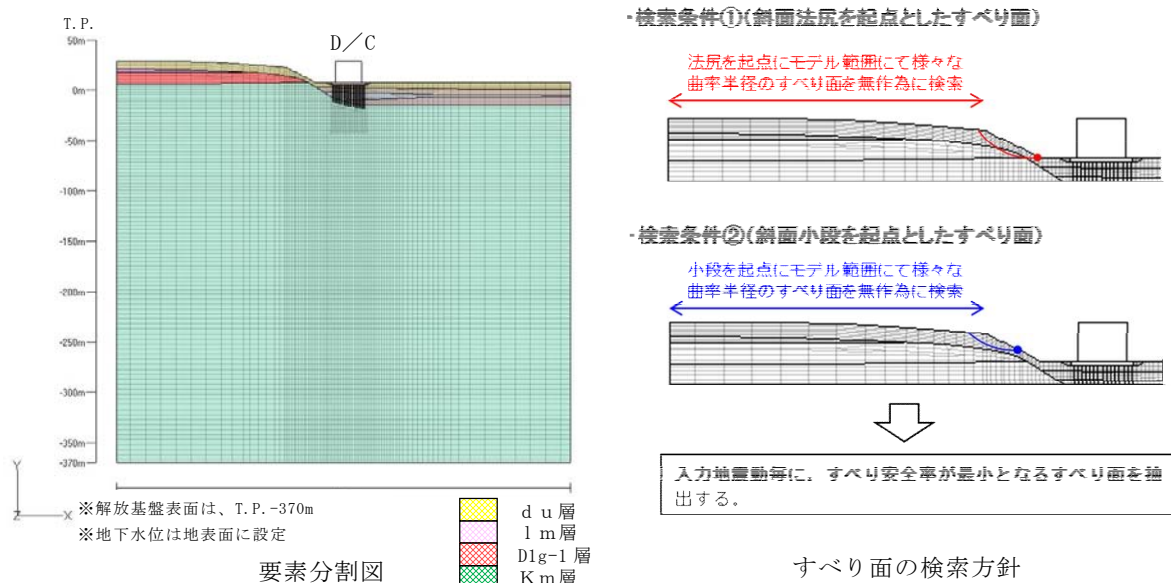 T.P.
50m
0m
-50m
-100m
-150m
-200m
-250m
-300m
-350m
-370m
D／C
Y
Z
X
※解放基盤表面は、T.P.-370m
※地下水位は地表面に設定
du層
lm層
D1g-1層
Km層
要素分割図
・検索条件①(斜面法尻を起点としたすべり面)
法尻を起点にモデル範囲にて様々な
曲率半径のすべり面を無作為に検索
・検索条件②(斜面小段を起点としたすべり面)
小段を起点にモデル範囲にて様々な
曲率半径のすべり面を無作為に検索
入力地震動毎に，すべり安全率が最小となるすべり面を抽
出する。
すべり面の検索方針